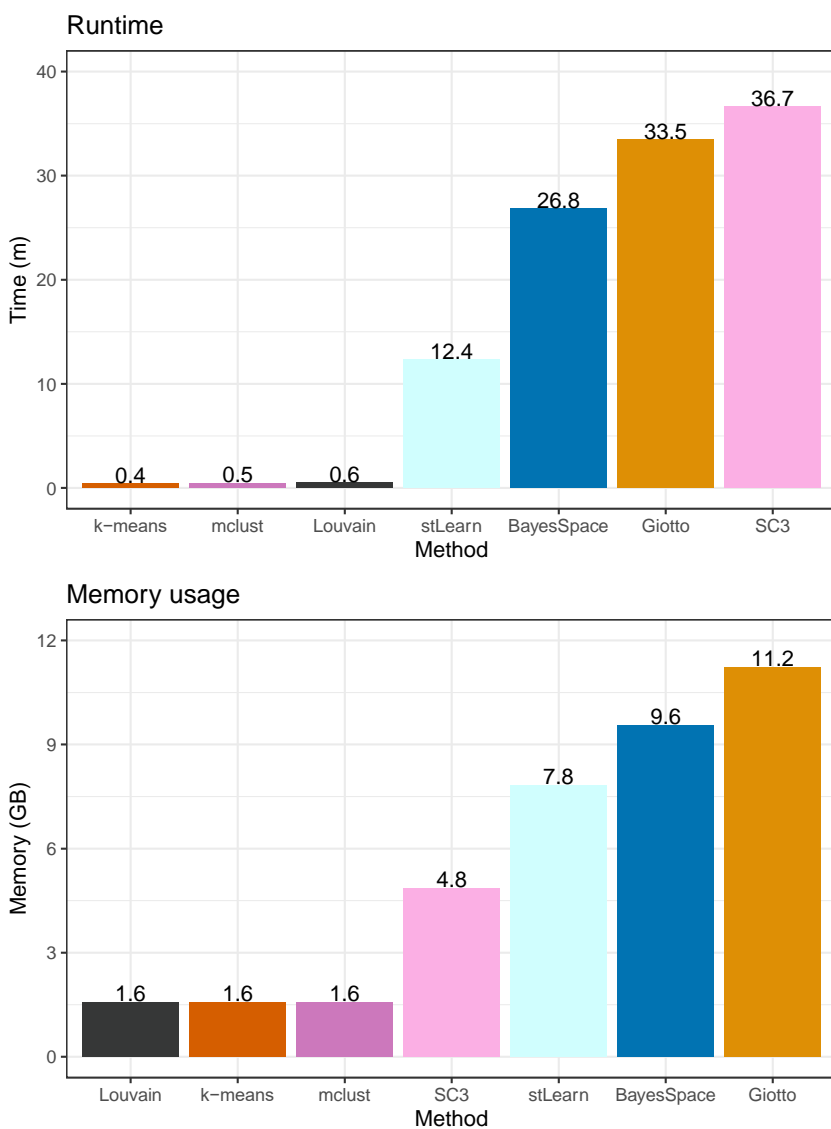 Runtime
40
30
20
10
0
Time (m)
0.4 0.5 0.6 12.4 26.8 33.5 36.7
k−means mclust Louvain stLearn BayesSpace Giotto SC3
Method
Memory usage
12
9
6
3
0
Memory (GB)
1.6 1.6 1.6 4.8 7.8 9.6 11.2
Louvain k−means mclust SC3 stLearn BayesSpace Giotto
Method